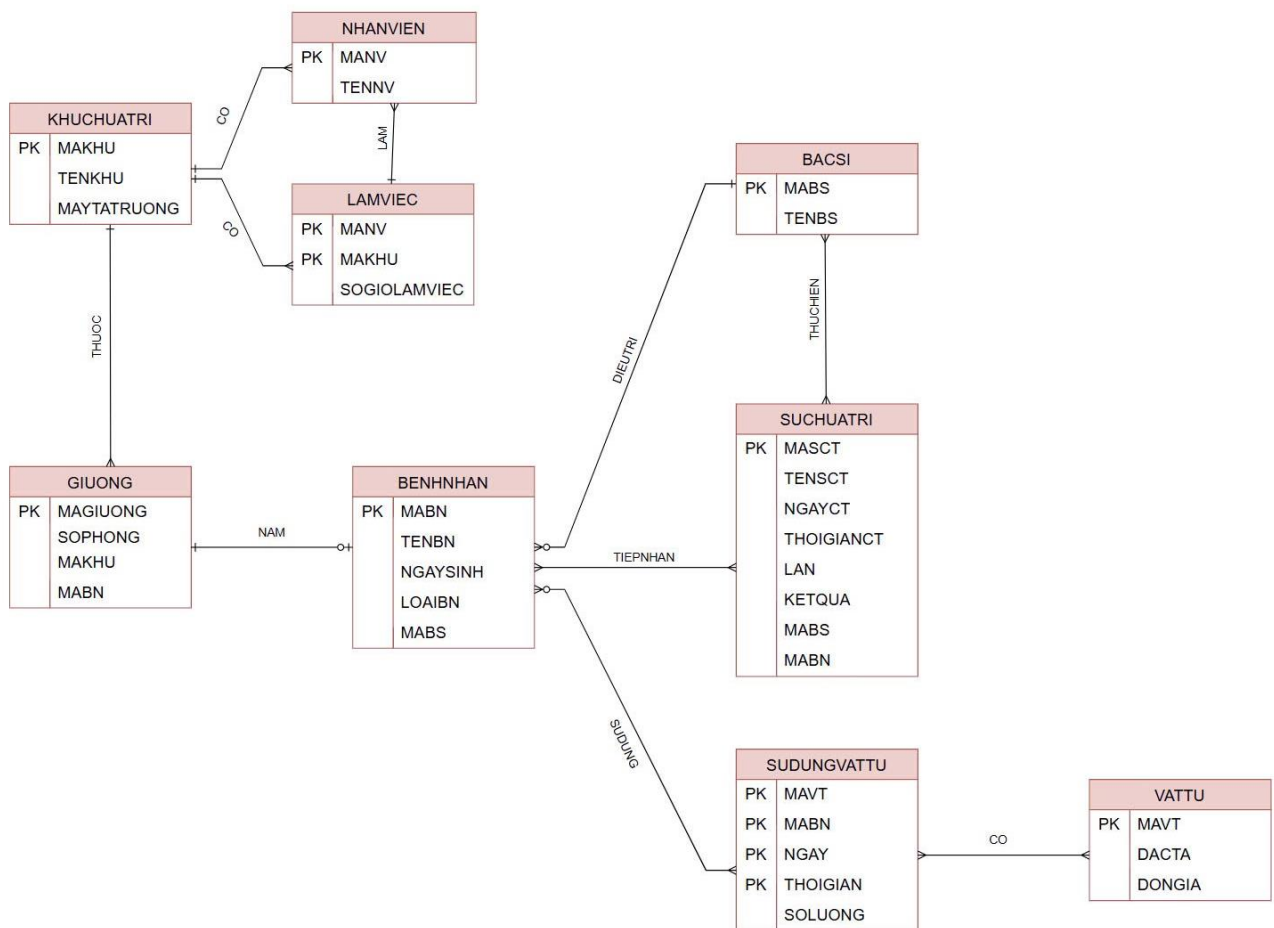 NHANVIEN
PK MANV
TENNV
CO
KHUCHUATRI
PK MAKHU
TENKHU
MAYTATRUONG
LAM
CO
LAMVIEC
PK MANV
PK MAKHU
SOGIOLAMVIEC
BACSI
PK MABS
TENBS
THUOC
DIEUTRI
THUCHIEN
GIUONG
PK MAGIUONG
SOPHONG
MAKHU
MABN
NAM
BENHNHAN
PK MABN
TENBN
NGAYSINH
LOAIBN
MABS
TIEPNHAN
SUCHUATRI
PK MASCT
TENSCT
NGAYCT
THOIGIANCT
LAN
KETQUA
MABS
MABN
SUDUNG
SUDUNGVATTU
PK MAVT
PK MABN
PK NGAY
PK THOIGIAN
SOLUONG
CO
VATTU
PK MAVT
DACTA
DONGIA